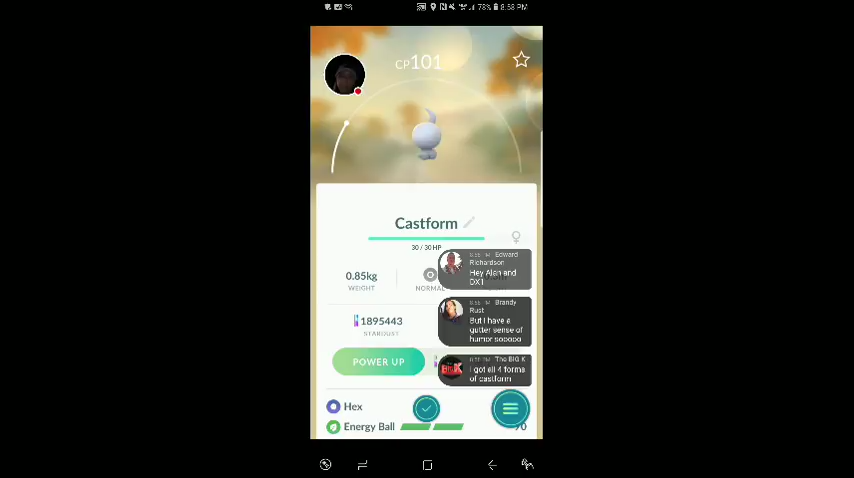 78% 8:58 PM
CP101
Castform
30 / 30 HP
Edward
Richardson
Hey Alan and
DX1
0.85kg
WEIGHT
NORMAL
Brandy
Rust
But I have a
gutter sense of
humor sooooo
1895443
STARDUST
POWER UP
The BIG K
I got all 4 forms
of castform
Hex
Energy Ball
90